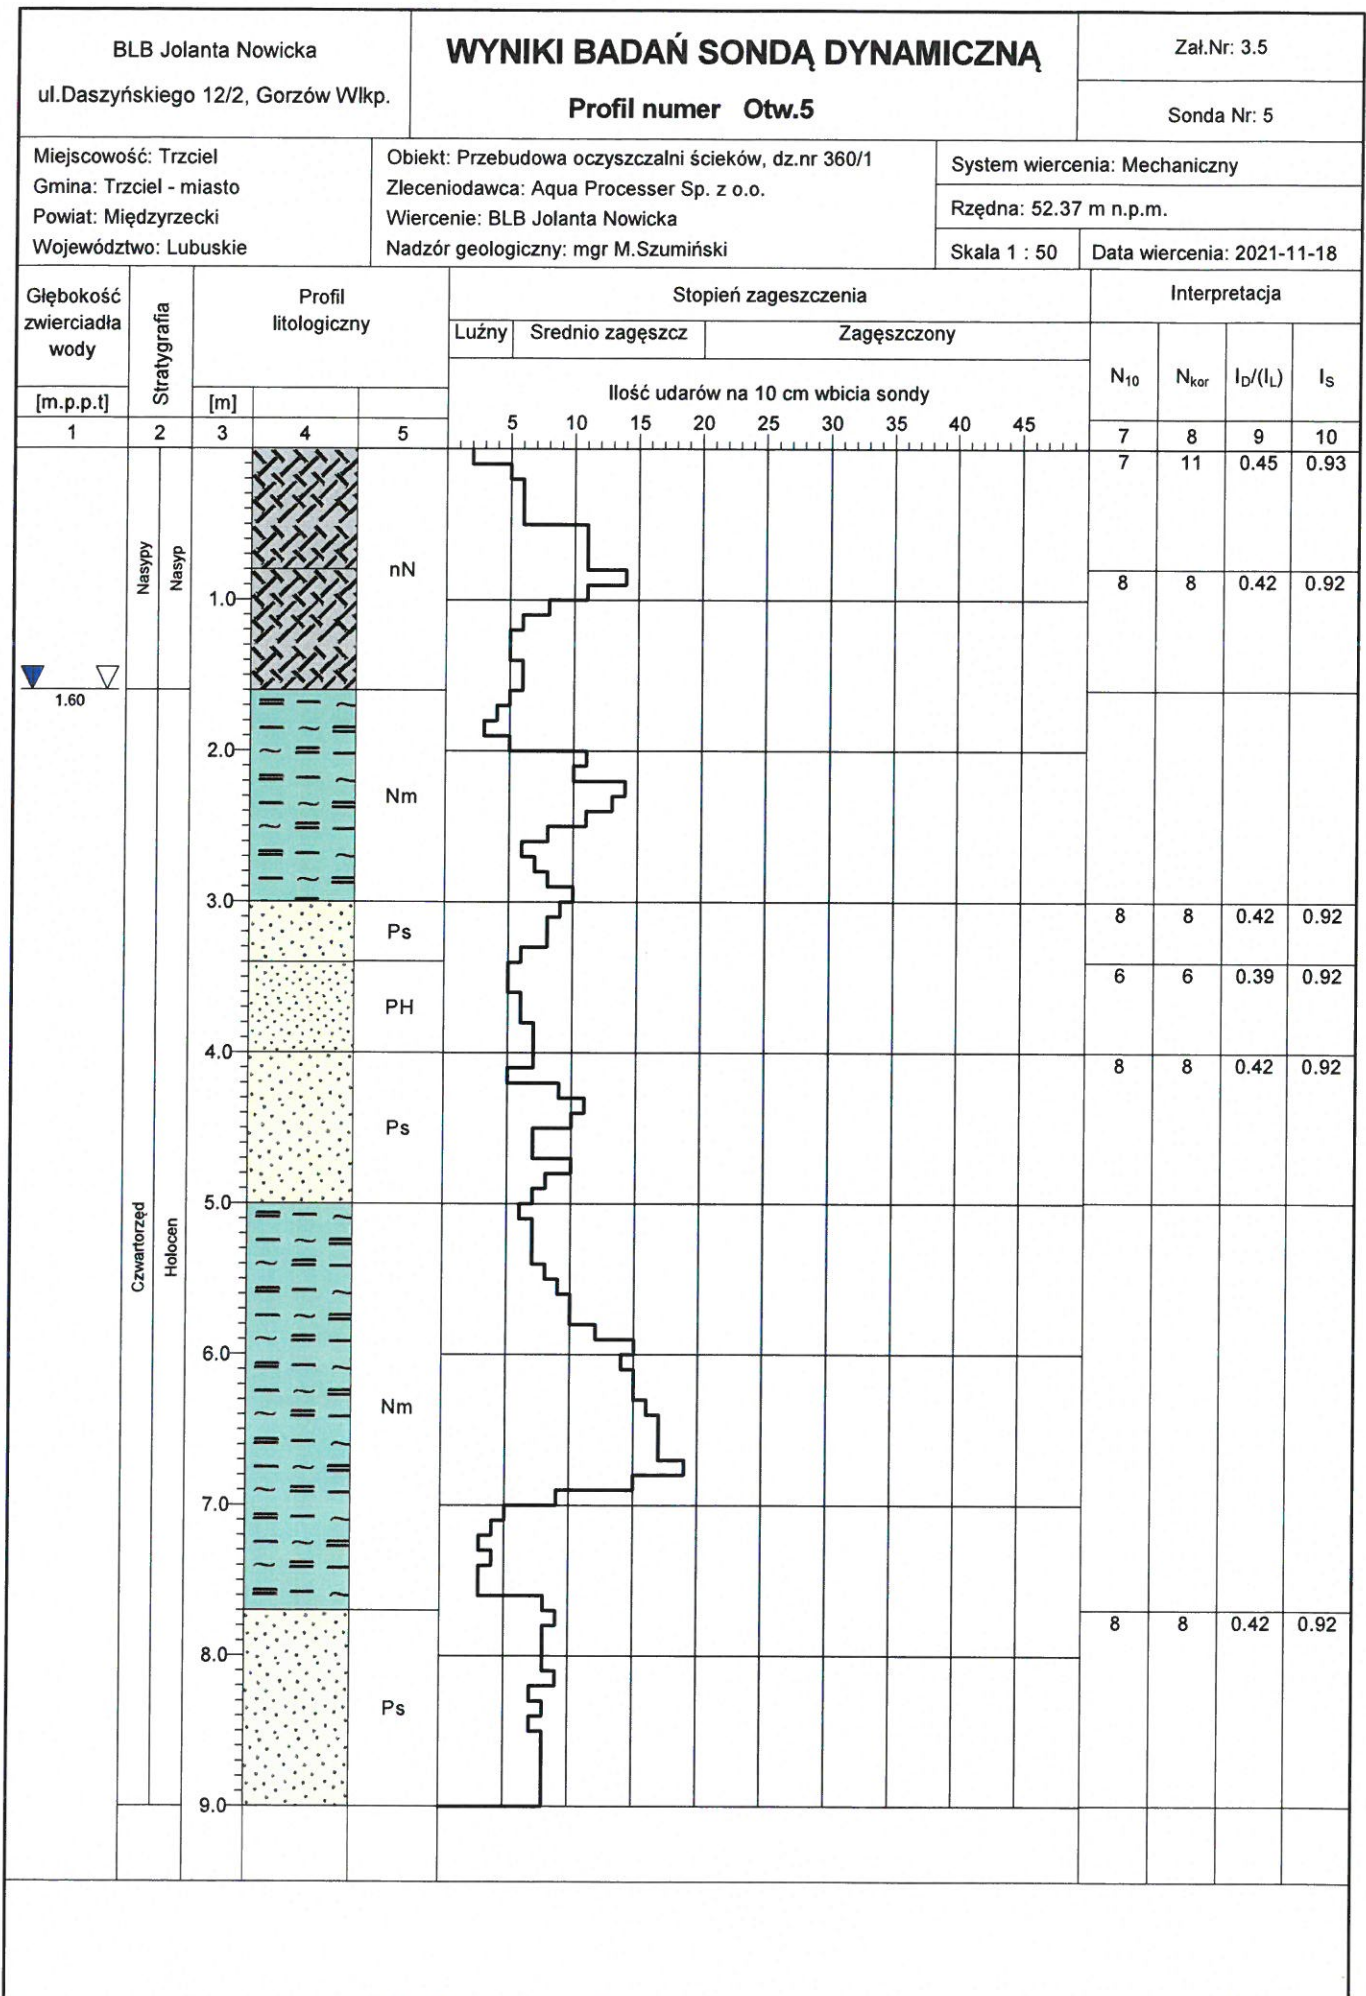 BLB Jolanta Nowicka
ul.Daszyńskiego 12/2, Gorzów Wlkp.
WYNIKI BADAŃ SONDĄ DYNAMICZNĄ
Profil numer Otw.5
Zał.Nr: 3.5
Sonda Nr: 5
Miejscowość: Trzciel
Gmina: Trzciel - miasto
Powiat: Międzyrzecki
Województwo: Lubuskie
Obiekt: Przebudowa oczyszczalni ścieków, dz.nr 360/1
Zleceniodawca: Aqua Processer Sp. z o.o.
Wiercenie: BLB Jolanta Nowicka
Nadzór geologiczny: mgr M.Szumiński
System wiercenia: Mechaniczny
Rzędna: 52.37 m n.p.m.
Skala 1 : 50
Data wiercenia: 2021-11-18
Głębokość
zwierciadła
wody
[m.p.p.t]
Stratygrafia
Profil
litologiczny
[m]
Stopień zageszczenia
Luźny Srednio zagęszcz Zagęszczony
Ilość udarów na 10 cm wbicia sondy
5 10 15 20 25 30 35 40 45
Interpretacja
N10 Nkor ID/(IL) IS
1 2 3 4 5 7 8 9 10
7 11 0.45 0.93
Nasypy
Nasyp
nN
8 8 0.42 0.92
1.0
1.60
2.0
Nm
3.0
8 8 0.42 0.92
Ps
6 6 0.39 0.92
PH
4.0
8 8 0.42 0.92
Ps
5.0
Czwartorzęd
Holocen
6.0
Nm
7.0
8 8 0.42 0.92
8.0
Ps
9.0